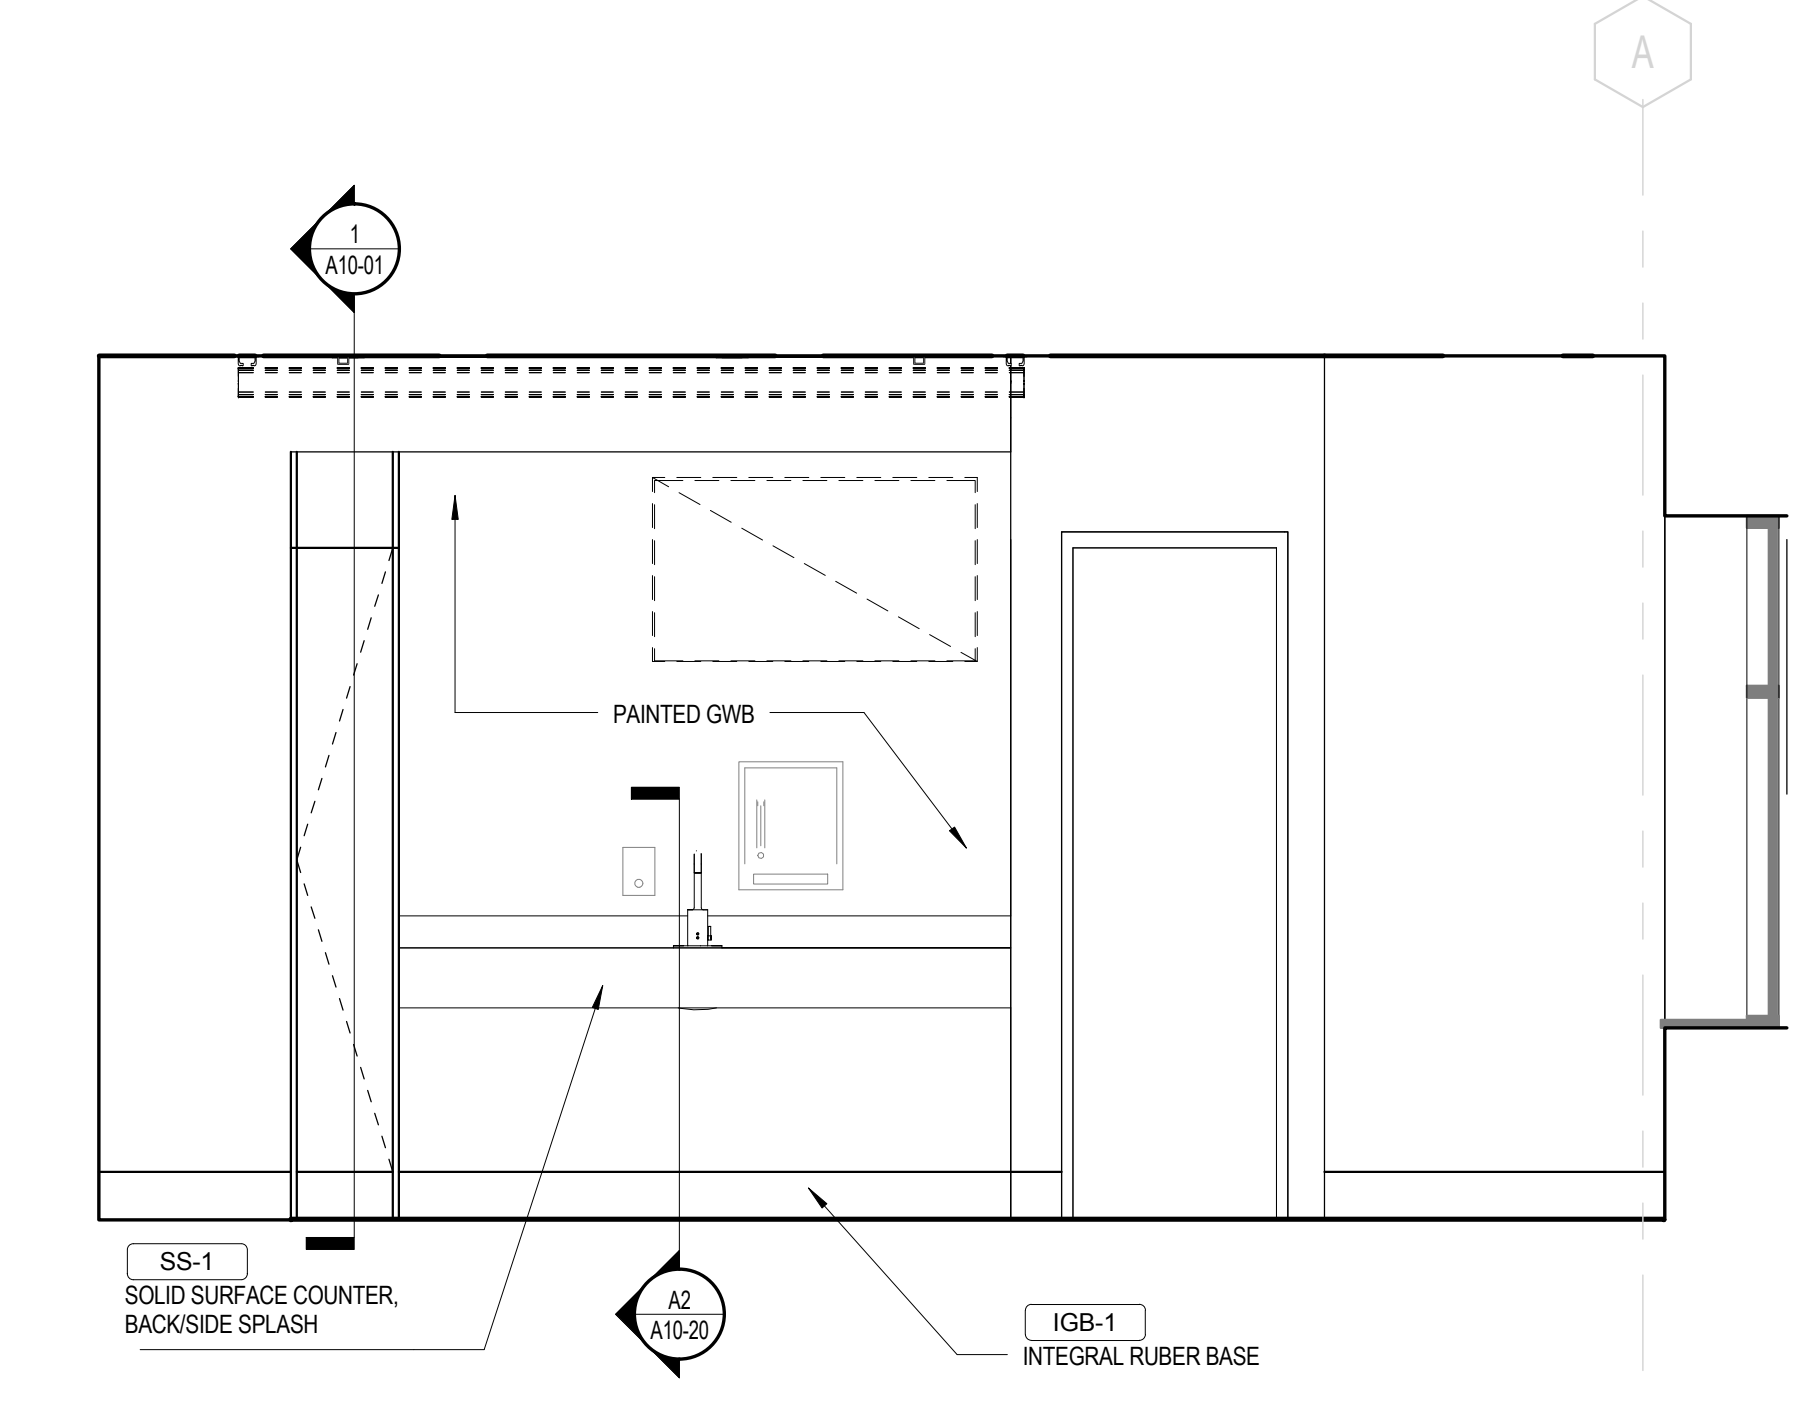 A
1
A10-01
PAINTED GWB
SS-1
SOLID SURFACE COUNTER,
BACK/SIDE SPLASH
A2
A10-20
IGB-1
INTEGRAL RUBER BASE